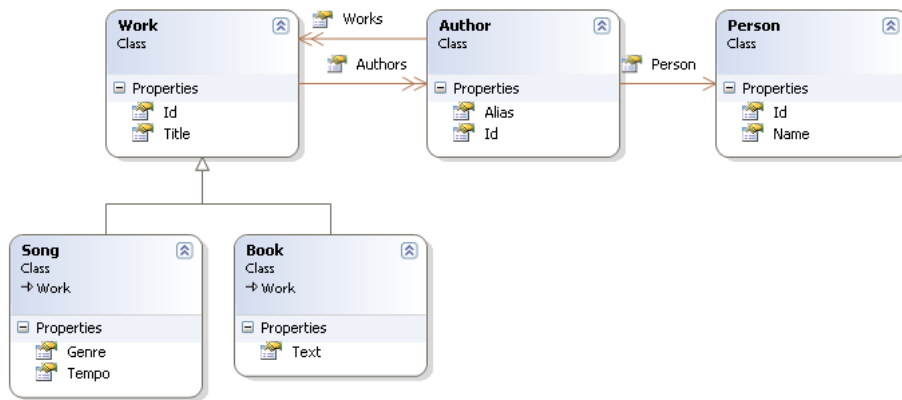 Work
Class
Properties
Id
Title
Works
Authors
Author
Class
Properties
Alias
Id
Person
Person
Class
Properties
Id
Name
Song
Class
Work
Properties
Genre
Tempo
Book
Class
Work
Properties
Text